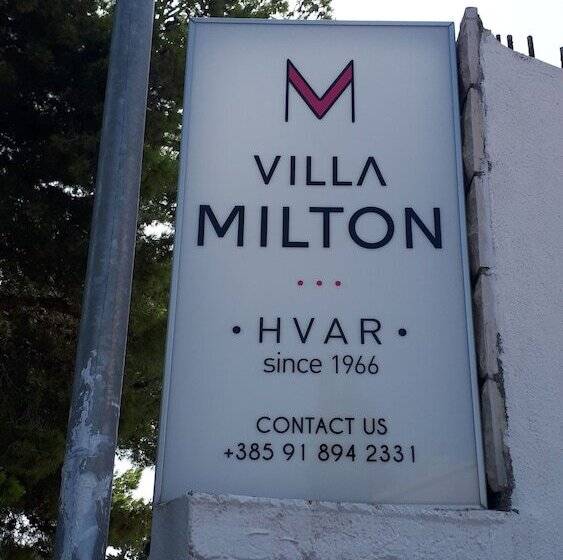 M
VILLA
MILTON
...
• HVAR •
since 1966
CONTACT US
+385 91 894 2331